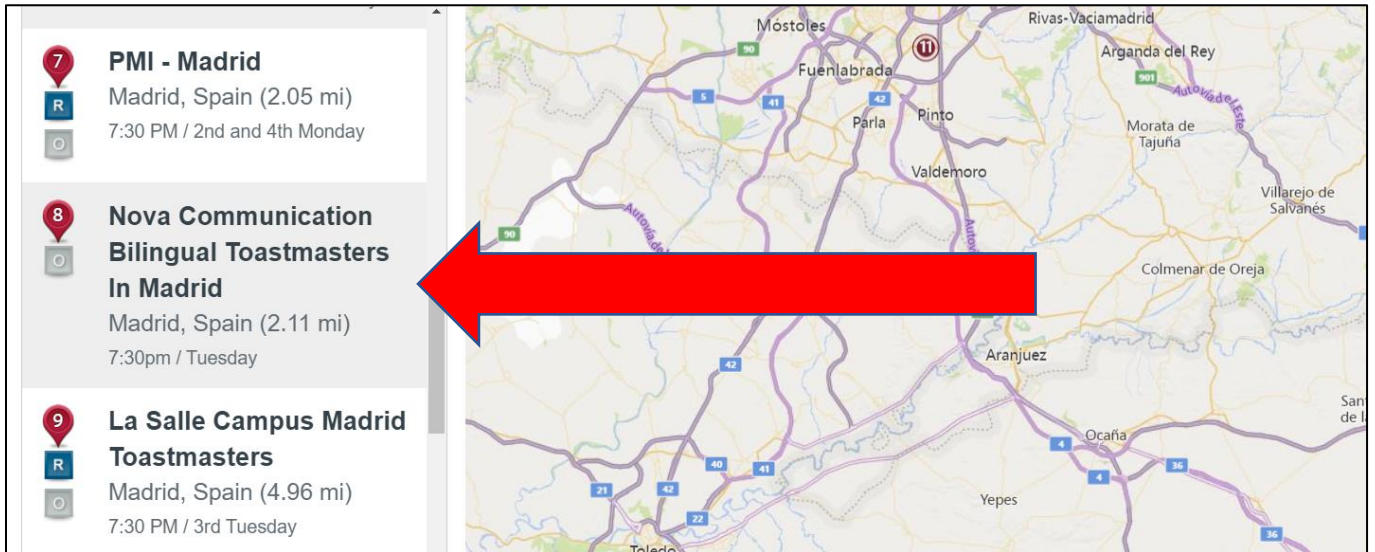 7
PMI - Madrid
R
Madrid, Spain (2.05 mi)
O
7:30 PM / 2nd and 4th Monday
8
Nova Communication
Bilingual Toastmasters
O
In Madrid
Madrid, Spain (2.11 mi)
7:30pm / Tuesday
9
La Salle Campus Madrid
R
Toastmasters
O
Madrid, Spain (4.96 mi)
7:30 PM / 3rd Tuesday
Móstoles
Rivas-Vaciamadrid
90
11
Arganda del Rey
Fuenlabrada
901
Autovía del Este
5
41
42
Parla
Pinto
Morata de
Tajuña
Valdemoro
Villarejo de
Salvanés
90
Colmenar de Oreja
Aranjuez
42
Ocaña
4
40
41
36
4
21
42
Yepes
22
36
Toledo